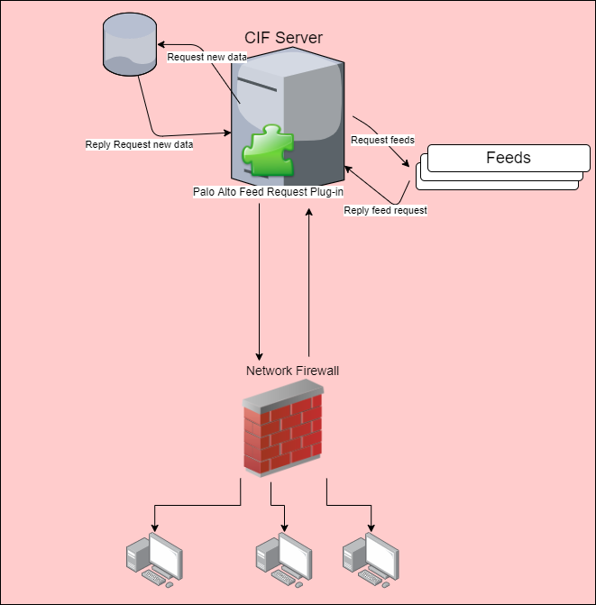 CIF Server
Request new data
Reply Request new data
Request feeds
Feeds
Palo Alto Feed Request Plug-in
Reply feed request
Network Firewall